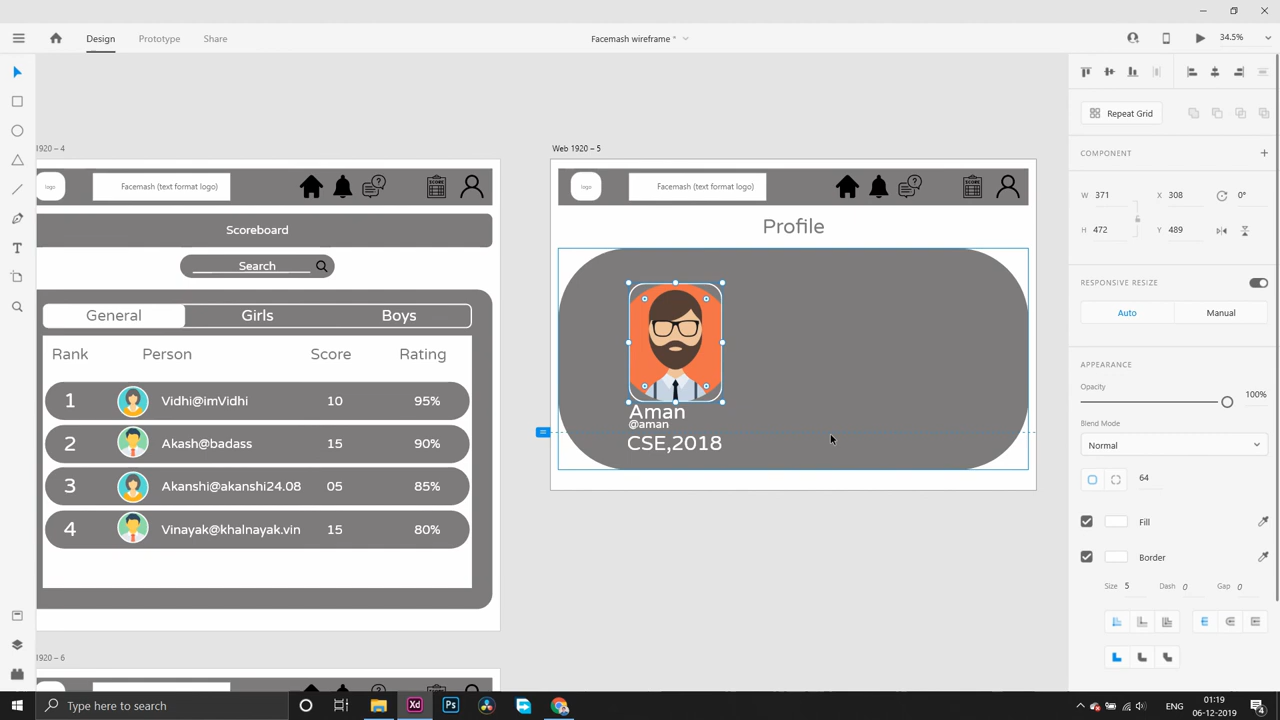 Design
Prototype
Share
Facemash wireframe *
34.5%
1920 – 4
logo
Facemash (text format logo)
SCORE
Scoreboard
Search
General
Girls
Boys
Rank
Person
Score
Rating
1
Vidhi@imVidhi
10
95%
2
Akash@badass
15
90%
3
Akanshi@akanshi24.08
05
85%
4
Vinayak@khalnayak.vin
15
80%
1920 – 6
Web 1920 – 5
logo
Facemash (text format logo)
SCORE
Profile
Aman
@aman
CSE,2018
Repeat Grid
COMPONENT
W 371
X 308
0°
H 472
Y 489
RESPONSIVE RESIZE
Auto
Manual
APPEARANCE
Opacity
100%
Blend Mode
Normal
64
Fill
Border
Size 5
Dash 0
Gap 0
Type here to search
Xd
Ps
ENG
01:19
06-12-2019
4